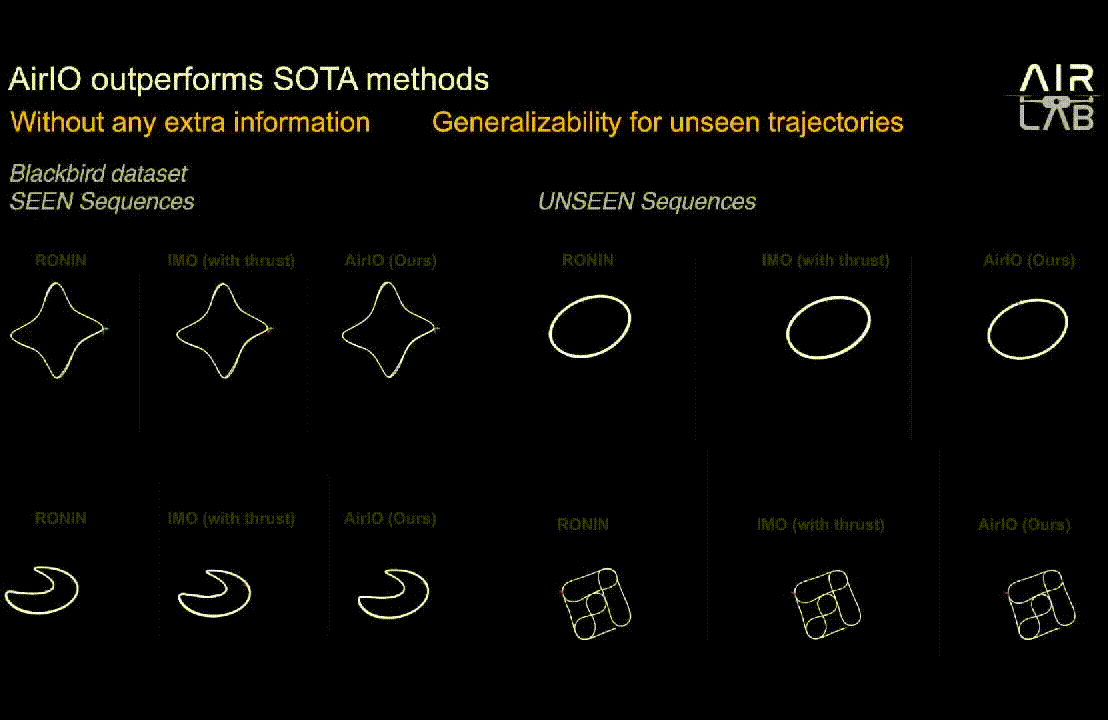 AirIO outperforms SOTA methods
Without any extra information
Generalizability for unseen trajectories
AIR
LAB
Blackbird dataset
SEEN Sequences
UNSEEN Sequences
RONIN
IMO (with thrust)
AirIO (Ours)
RONIN
IMO (with thrust)
AirIO (Ours)
RONIN
IMO (with thrust)
AirIO (Ours)
RONIN
IMO (with thrust)
AirIO (Ours)